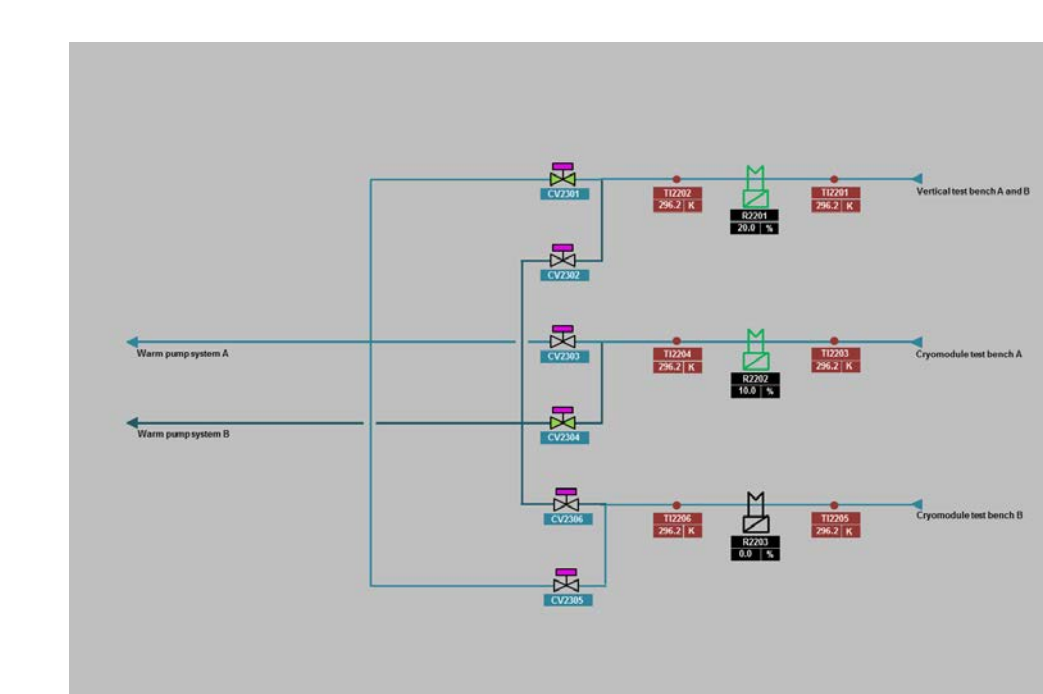 CV2301
TI2202
296.2 K
R2201
20.0 %
TI2201
296.2 K
Vertical test bench A and B
CV2302
Warm pump system A
CV2303
TI2204
296.2 K
R2202
10.0 %
TI2203
296.2 K
Cryomodule test bench A
Warm pump system B
CV2304
CV2306
TI2206
296.2 K
R2203
0.0 %
TI2205
296.2 K
Cryomodule test bench B
CV2305